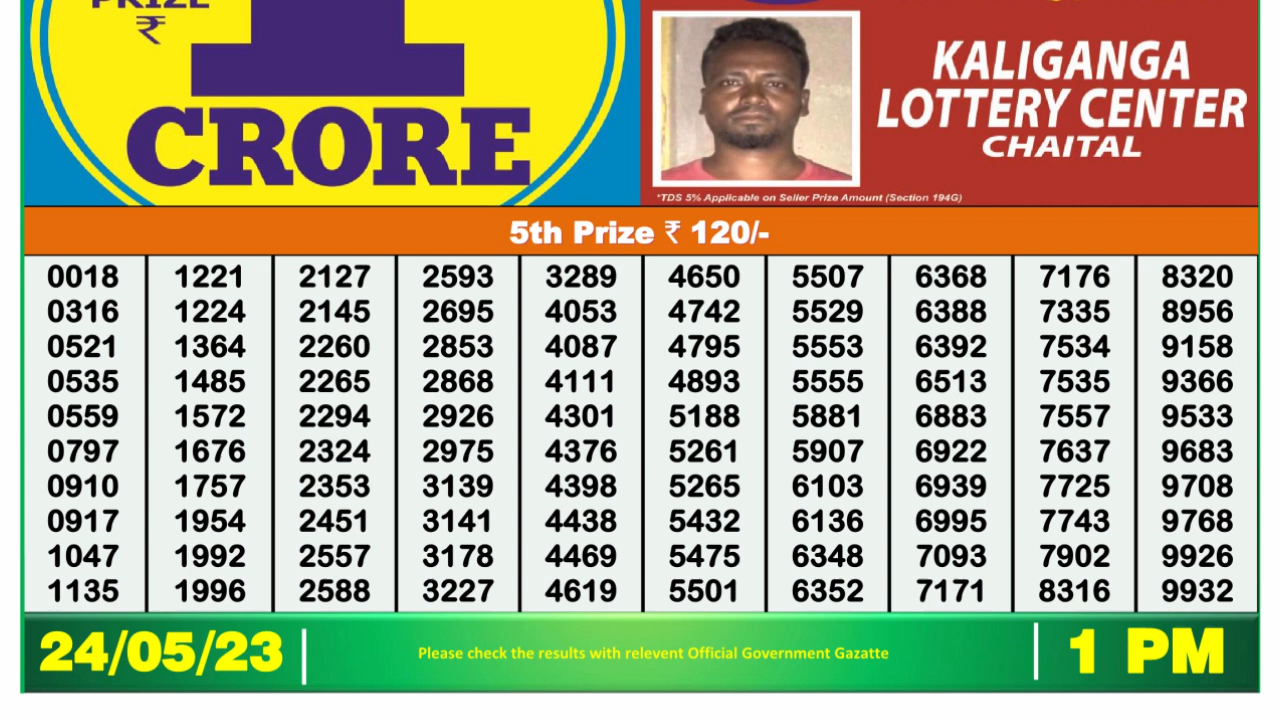 PRIZE
₹
1
CRORE
KALIGANGA
LOTTERY CENTER
CHAITAL
*TDS 5% Applicable on Seller Prize Amount (Section 194G)
5th Prize ₹ 120/-
0018 1221 2127 2593 3289 4650 5507 6368 7176 8320
0316 1224 2145 2695 4053 4742 5529 6388 7335 8956
0521 1364 2260 2853 4087 4795 5553 6392 7534 9158
0535 1485 2265 2868 4111 4893 5555 6513 7535 9366
0559 1572 2294 2926 4301 5188 5881 6883 7557 9533
0797 1676 2324 2975 4376 5261 5907 6922 7637 9683
0910 1757 2353 3139 4398 5265 6103 6939 7725 9708
0917 1954 2451 3141 4438 5432 6136 6995 7743 9768
1047 1992 2557 3178 4469 5475 6348 7093 7902 9926
1135 1996 2588 3227 4619 5501 6352 7171 8316 9932
24/05/23
Please check the results with relevent Official Government Gazatte
1 PM